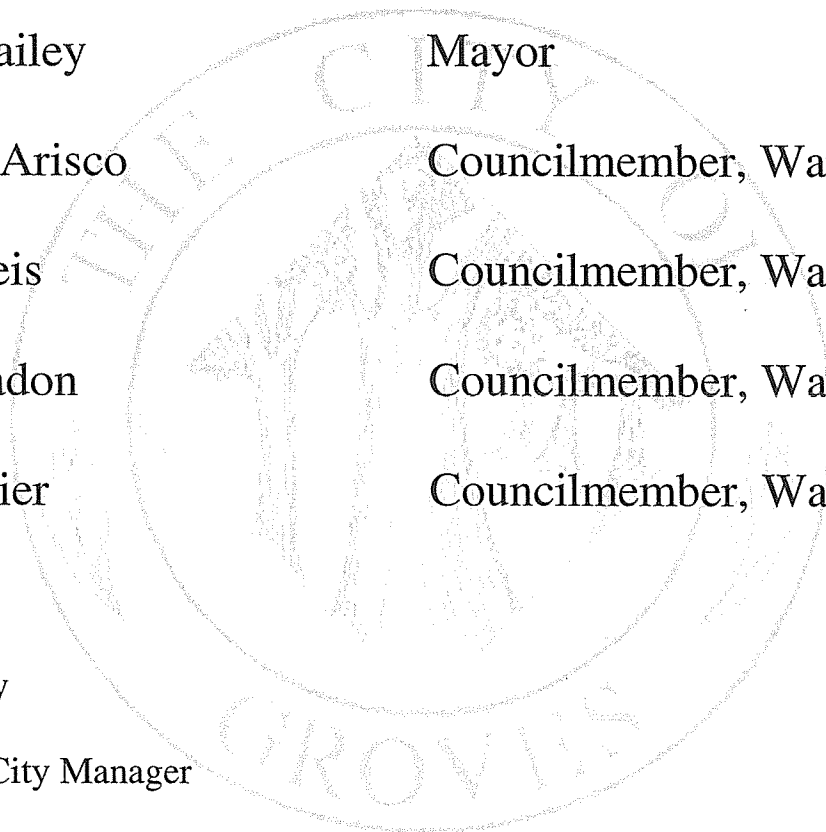 ailey Mayor
Arisco Councilmember, Wa
eis Councilmember, Wa
adon Councilmember, Wa
ier Councilmember, Wa
y
City Manager
THE CITY O
GROVES